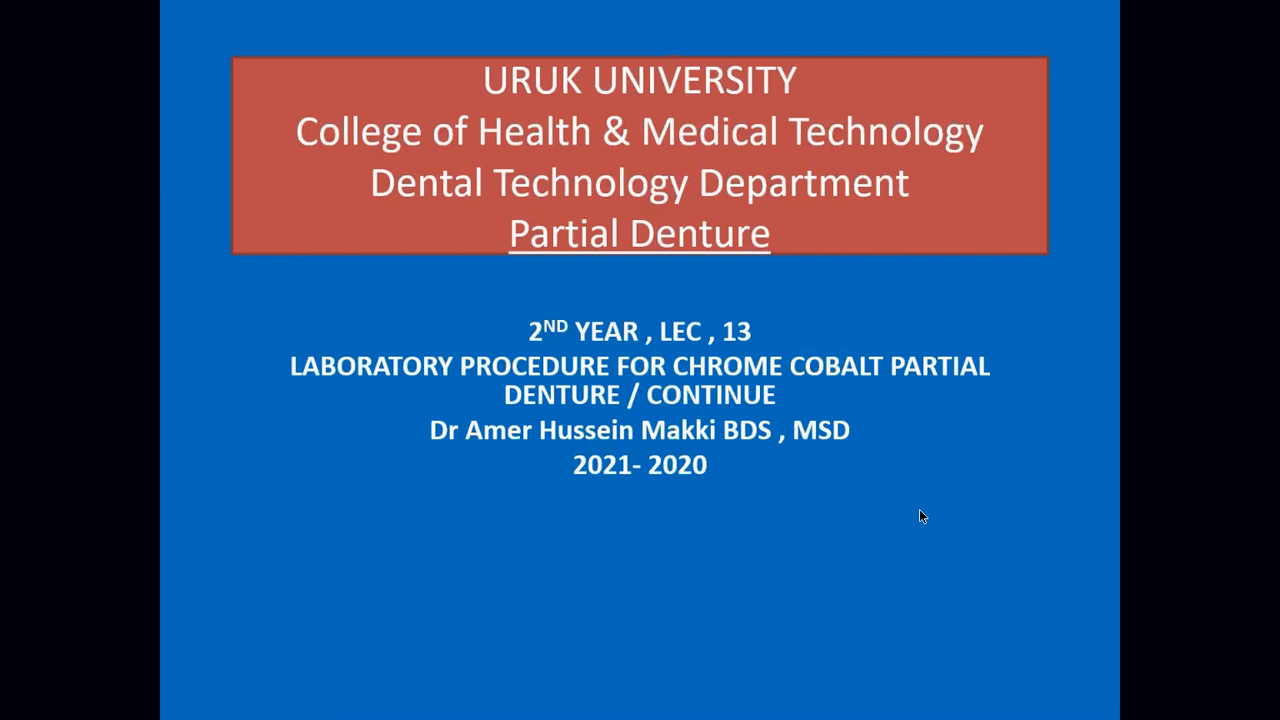 URUK UNIVERSITY
College of Health & Medical Technology
Dental Technology Department
Partial Denture
2ND YEAR , LEC , 13
LABORATORY PROCEDURE FOR CHROME COBALT PARTIAL
DENTURE / CONTINUE
Dr Amer Hussein Makki BDS , MSD
2021- 2020